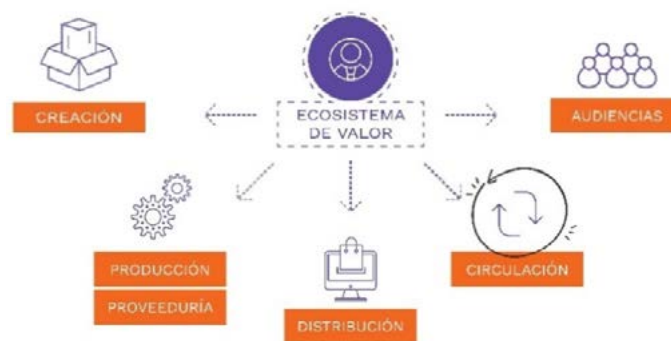 ECOSISTEMA
DE VALOR
CREACIÓN
AUDIENCIAS
PRODUCCIÓN
PROVEEDURÍA
DISTRIBUCIÓN
CIRCULACIÓN